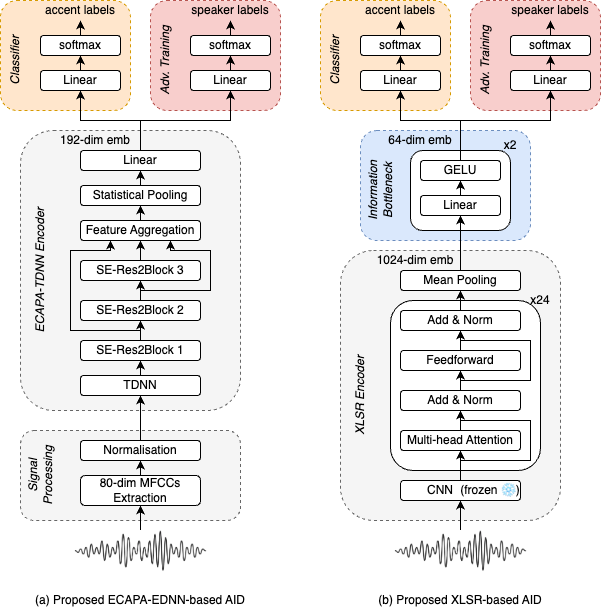 accent labels
speaker labels
Classifier
softmax
Linear
Adv. Training
softmax
Linear
192-dim emb
ECAPA-TDNN Encoder
Linear
Statistical Pooling
Feature Aggregation
SE-Res2Block 3
SE-Res2Block 2
SE-Res2Block 1
TDNN
Signal
Processing
Normalisation
80-dim MFCCs
Extraction
(a) Proposed ECAPA-EDNN-based AID
accent labels
speaker labels
Classifier
softmax
Linear
Adv. Training
softmax
Linear
64-dim emb
x2
Information
Bottleneck
GELU
Linear
1024-dim emb
Mean Pooling
x24
XLSR Encoder
Add & Norm
Feedforward
Add & Norm
Multi-head Attention
CNN (frozen )
(b) Proposed XLSR-based AID